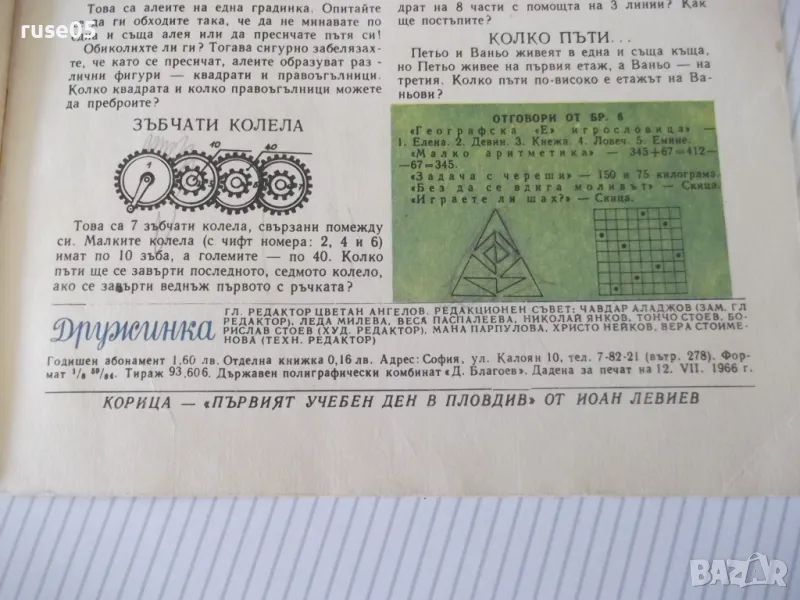 ruse05
Това са алеите на една градинка. Опитайте
да ги обходите така, че да не минавате по
една и съща алея или да пресичате пътя си!
Обиколихте ли ги? Тогава сигурно забелязах-
те, че като се пресичат, алеите образуват раз-
лични фигури — квадрати и правоъгълници.
Колко квадрата и колко правоъгълници можете
да преброите?
ЗЪБЧАТИ КОЛЕЛА
1
10
40
Това са 7 зъбчати колела, свързани помежду
си. Малките колела (с чифт номера: 2, 4 и 6)
имат по 10 зъба, а големите — по 40. Колко
пъти ще се завърти последното, седмото колело,
ако се завърти веднъж първото с ръчката?
драт на 8 части с помощта на 3 линии? Как
ще постъпите?
КОЛКО ПЪТИ...
Петьо и Ваньо живеят в една и съща къща,
но Петьо живее на първия етаж, а Ваньо — на
третия. Колко пъти по-високо е етажът на Ва-
ньови?
ОТГОВОРИ ОТ БР. 6
«Географска «Е» игрословица» —
1. Елена. 2. Девин. 3. Кнежа. 4. Ловеч. 5. Емине.
«Малко аритметика» — 345+67=412—
—67=345.
«Задача с череши» — 150 и 75 килограма.
«Без да се вдига моливът» — Скица.
«Играете ли шах?» — Скица.
Дружинка
ГЛ. РЕДАКТОР ЦВЕТАН АНГЕЛОВ. РЕДАКЦИОНЕН СЪВЕТ: ЧАВДАР АЛАДЖОВ (ЗАМ. ГЛ
РЕДАКТОР), ЛЕДА МИЛЕВА, ВЕСА ПАСПАЛЕЕВА, НИКОЛАЙ ЯНКОВ, ТОНЧО СТОЕВ, БО-
РИСЛАВ СТОЕВ (ХУД. РЕДАКТОР), МАНА ПАРПУЛОВА, ХРИСТО НЕЙКОВ, ВЕРА СТОИМЕ-
НОВА (ТЕХН. РЕДАКТОР)
Годишен абонамент 1,60 лв. Отделна книжка 0,16 лв. Адрес: София, ул. Калоян 10, тел. 7-82-21 (вътр. 278). Фор-
мат 1/8 59/84. Тираж 93,606. Държавен полиграфически комбинат «Д. Благоев». Дадена за печат на 12. VII. 1966 г.
КОРИЦА — «ПЪРВИЯТ УЧЕБЕН ДЕН В ПЛОВДИВ» ОТ ИОАН ЛЕВИЕВ
BAZAR